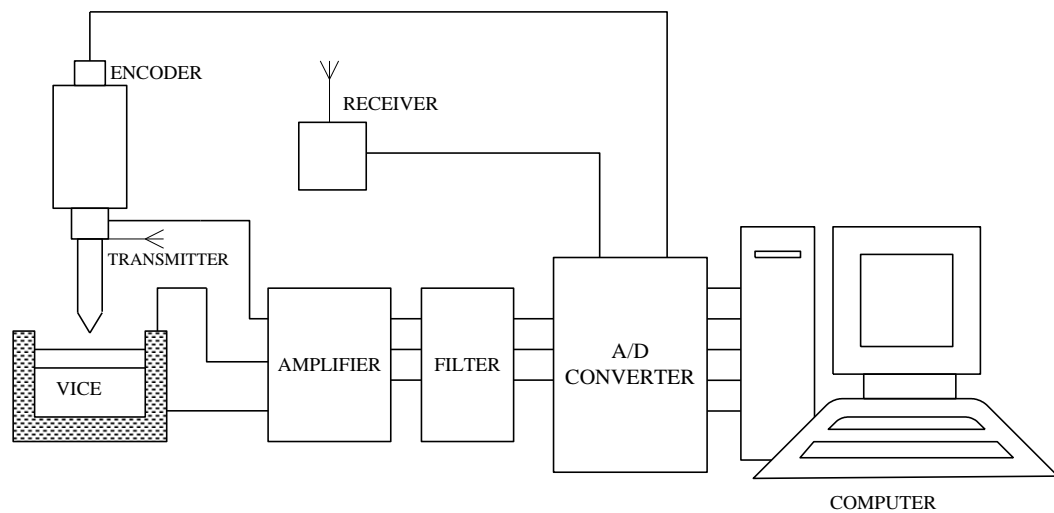 ENCODER
RECEIVER
TRANSMITTER
AMPLIFIER
FILTER
A/D
CONVERTER
VICE
COMPUTER